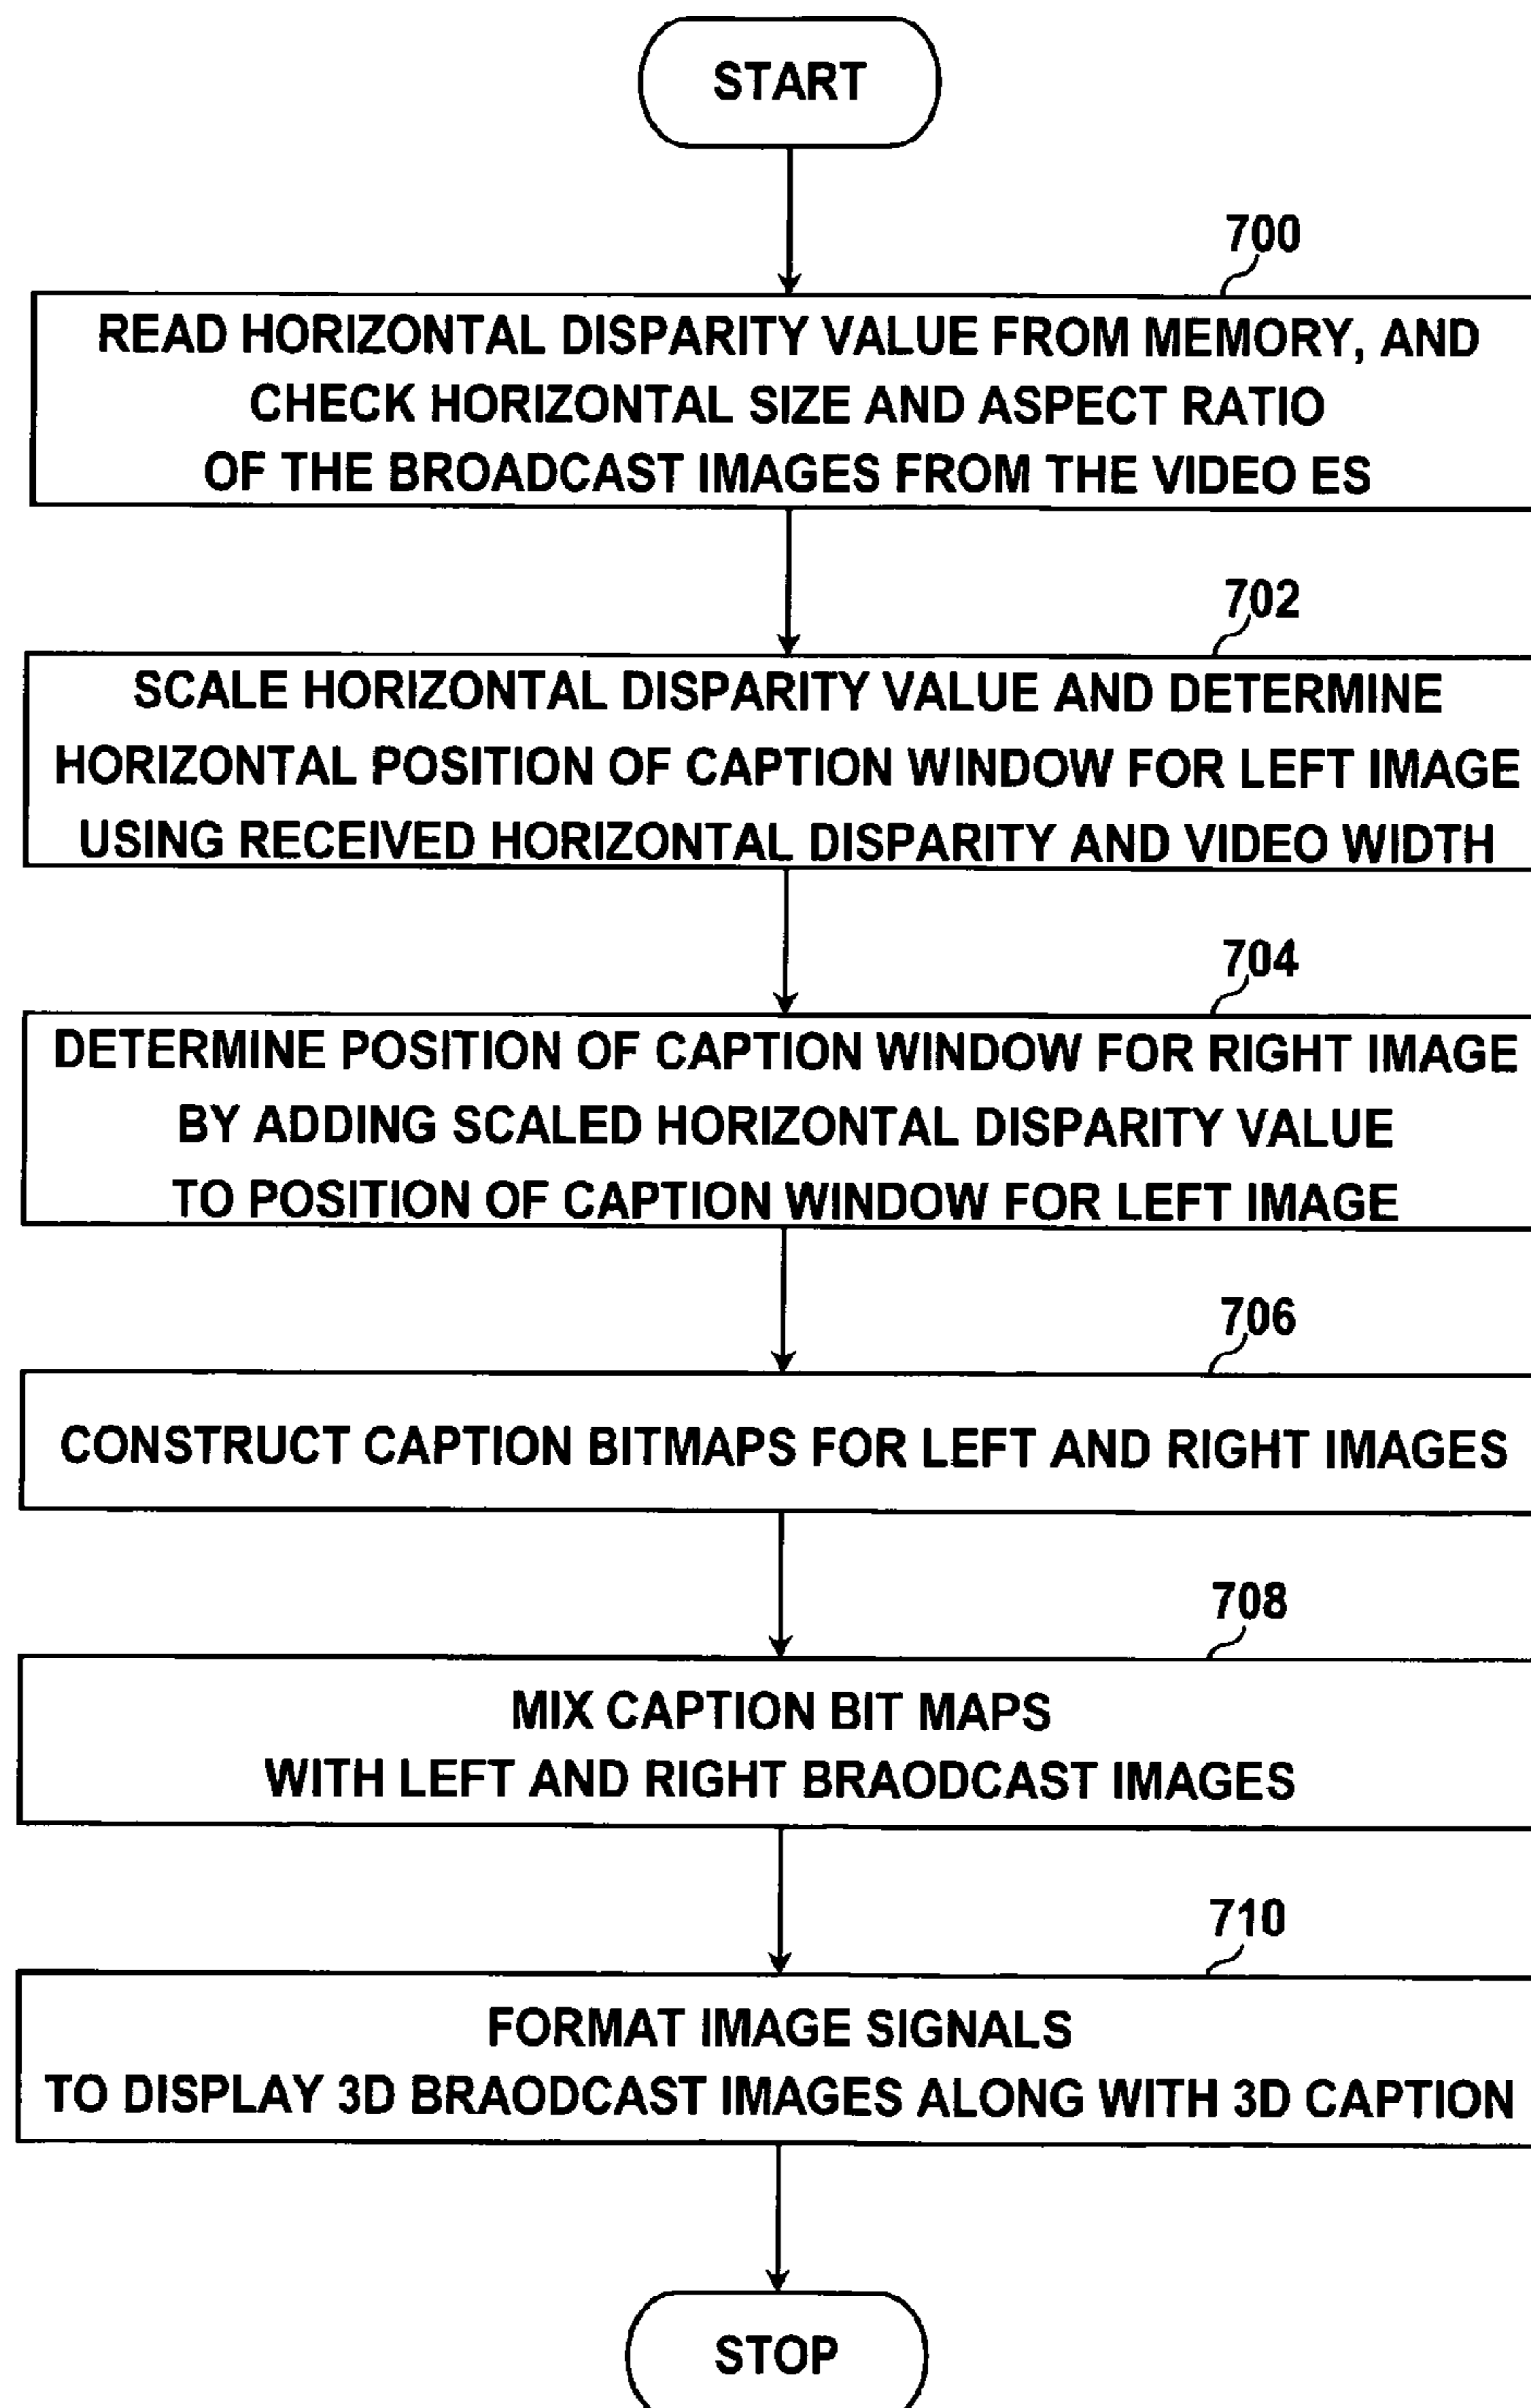 START
700
READ HORIZONTAL DISPARITY VALUE FROM MEMORY, AND
CHECK HORIZONTAL SIZE AND ASPECT RATIO
OF THE BROADCAST IMAGES FROM THE VIDEO ES
702
SCALE HORIZONTAL DISPARITY VALUE AND DETERMINE
HORIZONTAL POSITION OF CAPTION WINDOW FOR LEFT IMAGE
USING RECEIVED HORIZONTAL DISPARITY AND VIDEO WIDTH
704
DETERMINE POSITION OF CAPTION WINDOW FOR RIGHT IMAGE
BY ADDING SCALED HORIZONTAL DISPARITY VALUE
TO POSITION OF CAPTION WINDOW FOR LEFT IMAGE
706
CONSTRUCT CAPTION BITMAPS FOR LEFT AND RIGHT IMAGES
708
MIX CAPTION BIT MAPS
WITH LEFT AND RIGHT BRAODCAST IMAGES
710
FORMAT IMAGE SIGNALS
TO DISPLAY 3D BRAODCAST IMAGES ALONG WITH 3D CAPTION
STOP